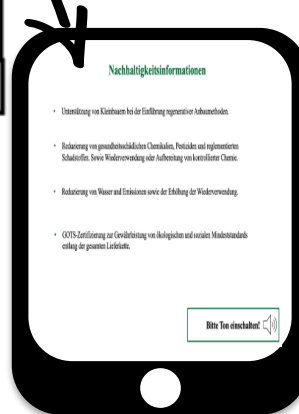 Nachhaltigkeitsinformationen
• Unterstützung von Kleinbauern bei der Einführung regenerativer Anbaumethoden.
• Reduzierung von gesundheitsschädlichen Chemikalien, Pestiziden und reglementierten
Schadstoffen. Sowie Wiederverwendung oder Aufbereitung von kontrollierter Chemie.
• Reduzierung von Wasser und Emissionen sowie der Erhöhung der Wiederverwendung.
• GOTS-Zertifizierung zur Gewährleistung von ökologischen und sozialen Mindeststandards
entlang der gesamten Lieferkette.
Bitte Ton einschalten!